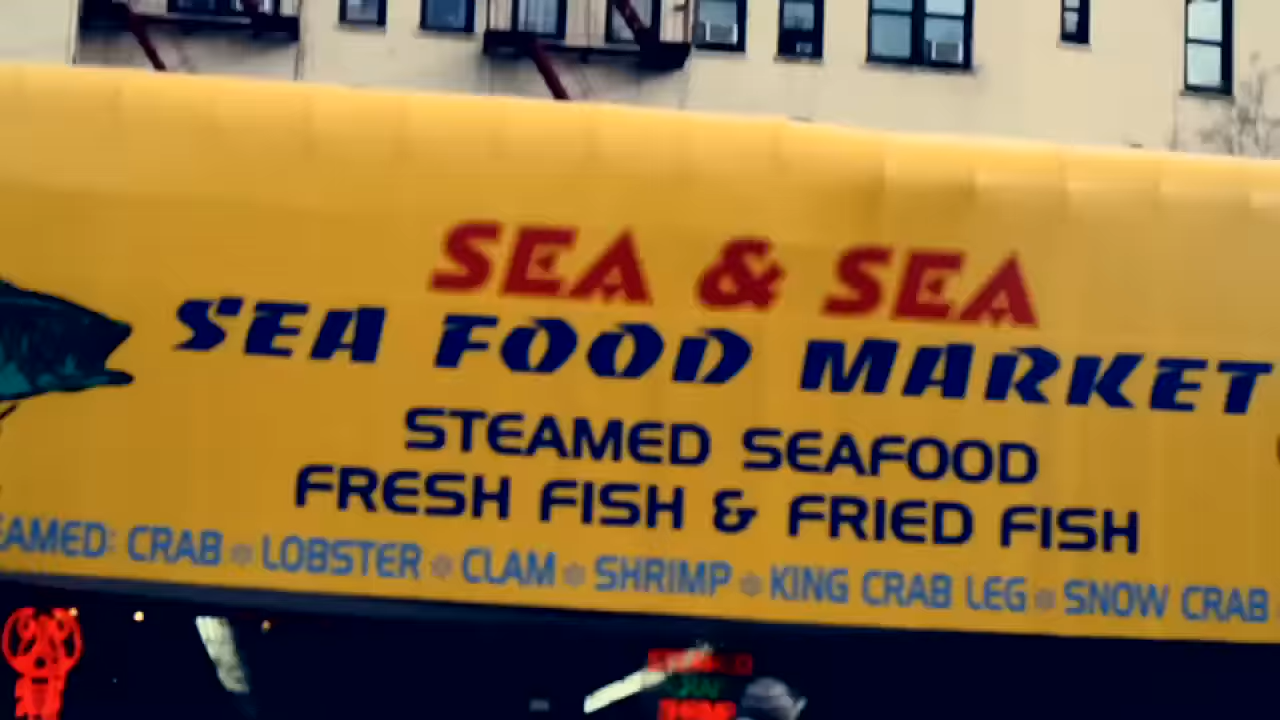 SEA & SEA
SEA FOOD MARKET
STEAMED SEAFOOD
FRESH FISH & FRIED FISH
EAMED: CRAB * LOBSTER * CLAM * SHRIMP * KING CRAB LEG * SNOW CRAB